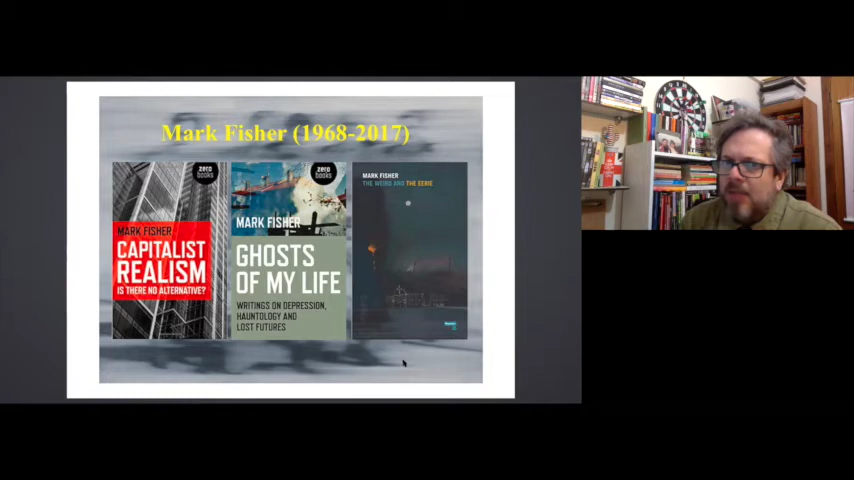 Mark Fisher (1968-2017)
zero
books
MARK FISHER
CAPITALIST
REALISM
IS THERE NO ALTERNATIVE?
zero
books
MARK FISHER
GHOSTS
OF MY LIFE
WRITINGS ON DEPRESSION,
HAUNTOLOGY AND
LOST FUTURES
MARK FISHER
THE WEIRD AND THE EERIE